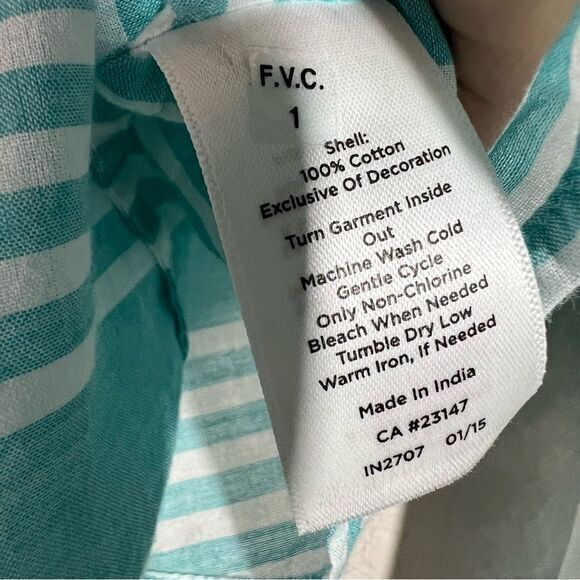 F.V.C.
1
Shell:
100% Cotton
Exclusive Of Decoration
Turn Garment Inside
Out
Machine Wash Cold
Gentle Cycle
Only Non-Chlorine
Bleach When Needed
Tumble Dry Low
Warm Iron, If Needed
Made In India
CA #23147
IN2707 01/15